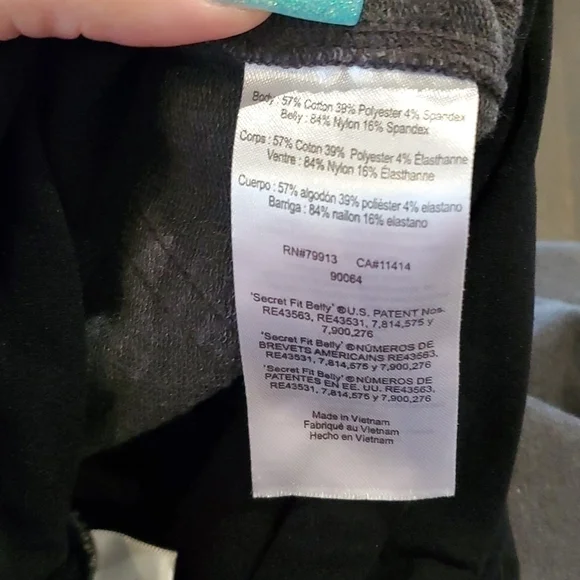 Body : 57% Cotton 39% Polyester 4% Spandex
Belly : 84% Nylon 16% Spandex
Corps : 57% Coton 39% Polyester 4% Élasthanne
Ventre : 84% Nylon 16% Élasthanne
Cuerpo : 57% algodón 39% poliéster 4% elastano
Barriga : 84% nailon 16% elastano
RN#79913 CA#11414
90064
'Secret Fit Belly' ® U.S. PATENT Nos.
RE43563, RE43531, 7,814,575 y
7,900,276
'Secret Fit Belly' ® NÚMEROS DE
BREVETS AMERICAINS RE43563,
RE43531, 7,814,575 y 7,900,276
'Secret Fit Belly' ® NÚMEROS DE
PATENTES EN EE. UU. RE43563,
RE43531, 7,814,575 y 7,900,276
Made in Vietnam
Fabriqué au Vietnam
Hecho en Vietnam